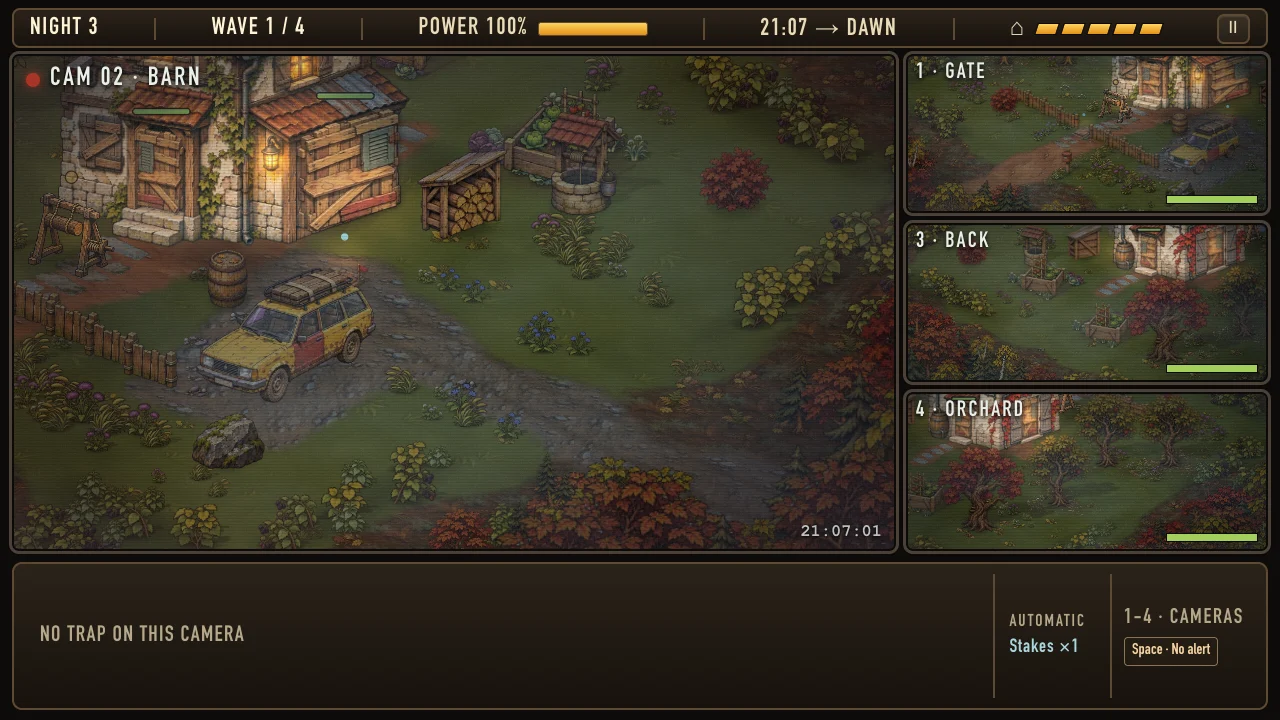 NIGHT 3
WAVE 1 / 4
POWER 100%
21:07 → DAWN
CAM 02 · BARN
21:07:01
1 · GATE
3 · BACK
4 · ORCHARD
NO TRAP ON THIS CAMERA
AUTOMATIC
Stakes ×1
1-4 · CAMERAS
Space · No alert